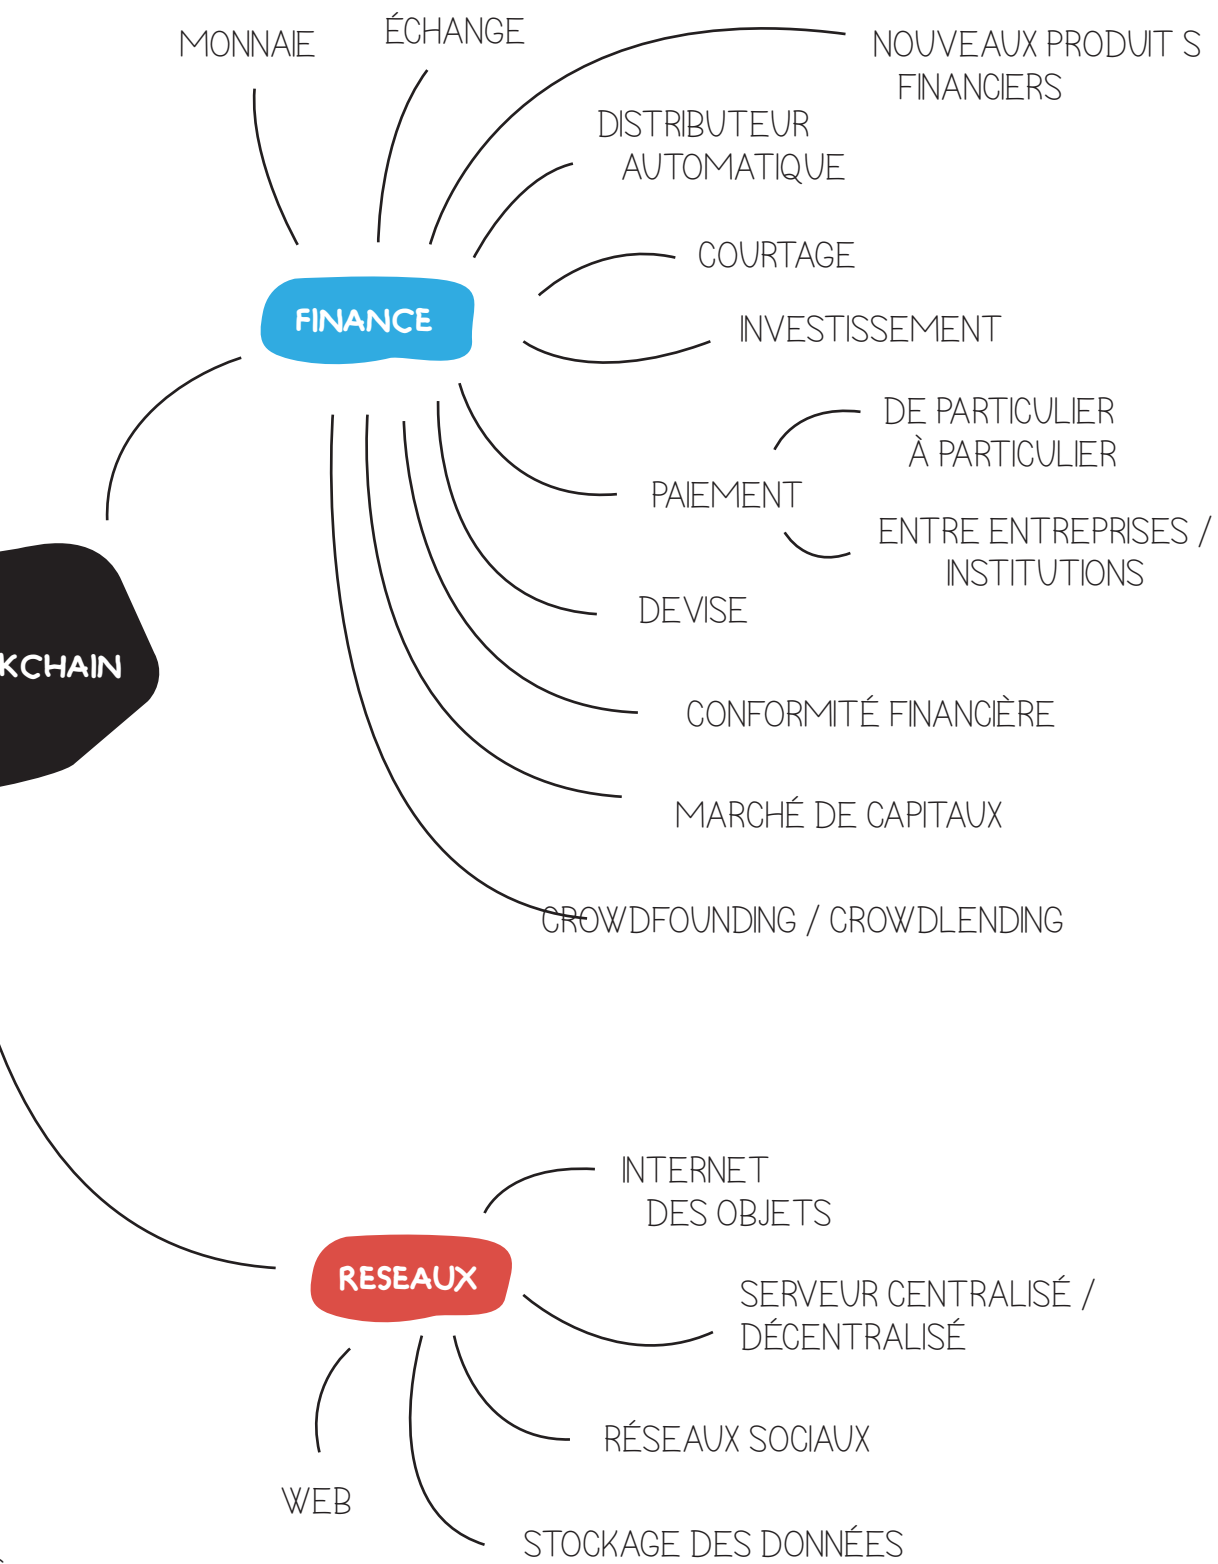 MONNAIE
ÉCHANGE
NOUVEAUX PRODUIT S
FINANCIERS
DISTRIBUTEUR
AUTOMATIQUE
COURTAGE
FINANCE
INVESTISSEMENT
DE PARTICULIER
À PARTICULIER
PAIEMENT
ENTRE ENTREPRISES /
INSTITUTIONS
DEVISE
KCHAIN
CONFORMITÉ FINANCIÈRE
MARCHÉ DE CAPITAUX
CROWDFOUNDING / CROWDLENDING
INTERNET
DES OBJETS
RESEAUX
SERVEUR CENTRALISÉ /
DÉCENTRALISÉ
RÉSEAUX SOCIAUX
WEB
STOCKAGE DES DONNÉES